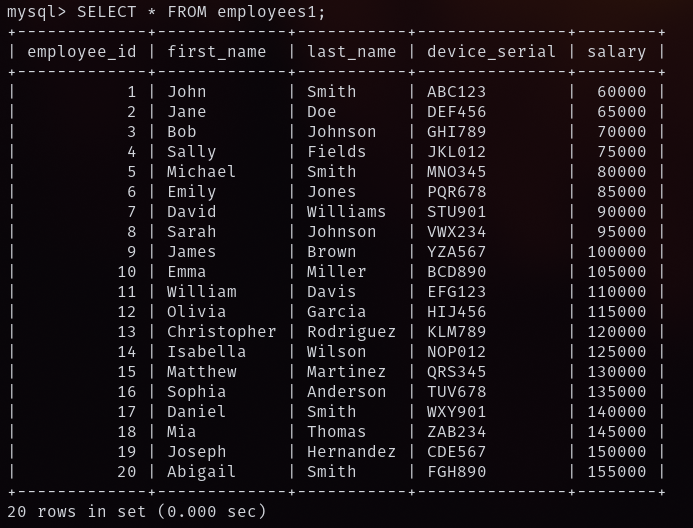 mysql> SELECT * FROM employees1;
+-------------+-------------+-----------+---------------+--------+
| employee_id | first_name  | last_name | device_serial | salary |
+-------------+-------------+-----------+---------------+--------+
|           1 | John        | Smith     | ABC123        |  60000 |
|           2 | Jane        | Doe       | DEF456        |  65000 |
|           3 | Bob         | Johnson   | GHI789        |  70000 |
|           4 | Sally       | Fields    | JKL012        |  75000 |
|           5 | Michael     | Smith     | MNO345        |  80000 |
|           6 | Emily       | Jones     | PQR678        |  85000 |
|           7 | David       | Williams  | STU901        |  90000 |
|           8 | Sarah       | Johnson   | VWX234        |  95000 |
|           9 | James       | Brown     | YZA567        | 100000 |
|          10 | Emma        | Miller    | BCD890        | 105000 |
|          11 | William     | Davis     | EFG123        | 110000 |
|          12 | Olivia      | Garcia    | HIJ456        | 115000 |
|          13 | Christopher | Rodriguez | KLM789        | 120000 |
|          14 | Isabella    | Wilson    | NOP012        | 125000 |
|          15 | Matthew     | Martinez  | QRS345        | 130000 |
|          16 | Sophia      | Anderson  | TUV678        | 135000 |
|          17 | Daniel      | Smith     | WXY901        | 140000 |
|          18 | Mia         | Thomas    | ZAB234        | 145000 |
|          19 | Joseph      | Hernandez | CDE567        | 150000 |
|          20 | Abigail     | Smith     | FGH890        | 155000 |
+-------------+-------------+-----------+---------------+--------+
20 rows in set (0.000 sec)